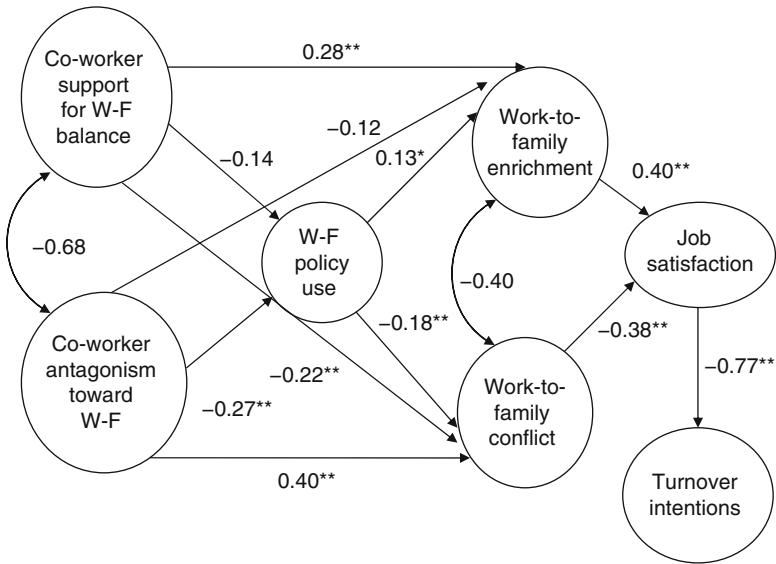 Co-worker
support
for W-F
balance
0.28**
−0.12
−0.14
0.13*
Work-to-
family
enrichment
0.40**
−0.68
W-F
policy
use
−0.40
Job
satisfaction
Co-worker
antagonism
toward
W-F
−0.18**
−0.22**
−0.27**
−0.38**
−0.77**
Work-to-
family
conflict
0.40**
Turnover
intentions